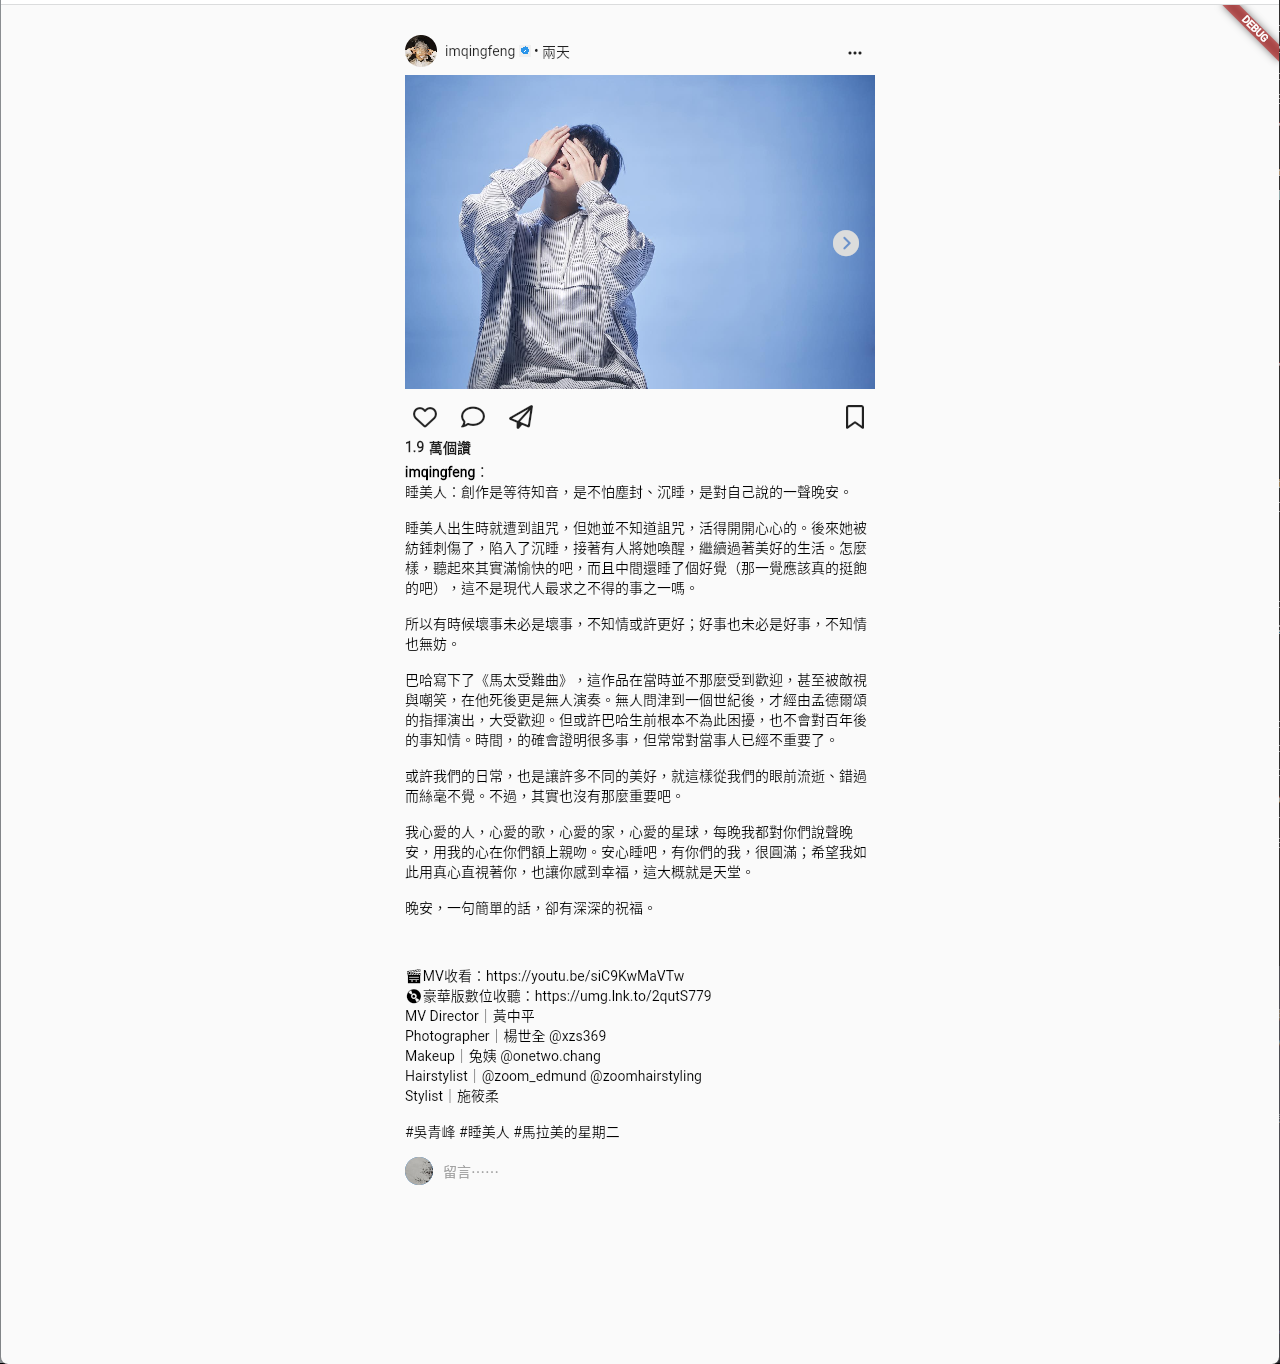 DEBUG
imqingfeng • 兩天
1.9 萬個讚
imqingfeng：
睡美人：創作是等待知音，是不怕塵封、沉睡，是對自己說的一聲晚安。
睡美人出生時就遭到詛咒，但她並不知道詛咒，活得開開心心的。後來她被
紡錘刺傷了，陷入了沉睡，接著有人將她喚醒，繼續過著美好的生活。怎麼
樣，聽起來其實滿愉快的吧，而且中間還睡了個好覺（那一覺應該真的挺飽
的吧），這不是現代人最求之不得的事之一嗎。
所以有時候壞事未必是壞事，不知情或許更好；好事也未必是好事，不知情
也無妨。
巴哈寫下了《馬太受難曲》，這作品在當時並不那麼受到歡迎，甚至被敵視
與嘲笑，在他死後更是無人演奏。無人問津到一個世紀後，才經由孟德爾頌
的指揮演出，大受歡迎。但或許巴哈生前根本不為此困擾，也不會對百年後
的事知情。時間，的確會證明很多事，但常常對當事人已經不重要了。
或許我們的日常，也是讓許多不同的美好，就這樣從我們的眼前流逝、錯過
而絲毫不覺。不過，其實也沒有那麼重要吧。
我心愛的人，心愛的歌，心愛的家，心愛的星球，每晚我都對你們說聲晚
安，用我的心在你們額上親吻。安心睡吧，有你們的我，很圓滿；希望我如
此用真心直視著你，也讓你感到幸福，這大概就是天堂。
晚安，一句簡單的話，卻有深深的祝福。
🎬MV收看：https://youtu.be/siC9KwMaVTw
💿豪華版數位收聽：https://umg.lnk.to/2qutS779
MV Director｜黃中平
Photographer｜楊世全 @xzs369
Makeup｜兔姨 @onetwo.chang
Hairstylist｜@zoom_edmund @zoomhairstyling
Stylist｜施筱柔
#吳青峰 #睡美人 #馬拉美的星期二
留言⋯⋯